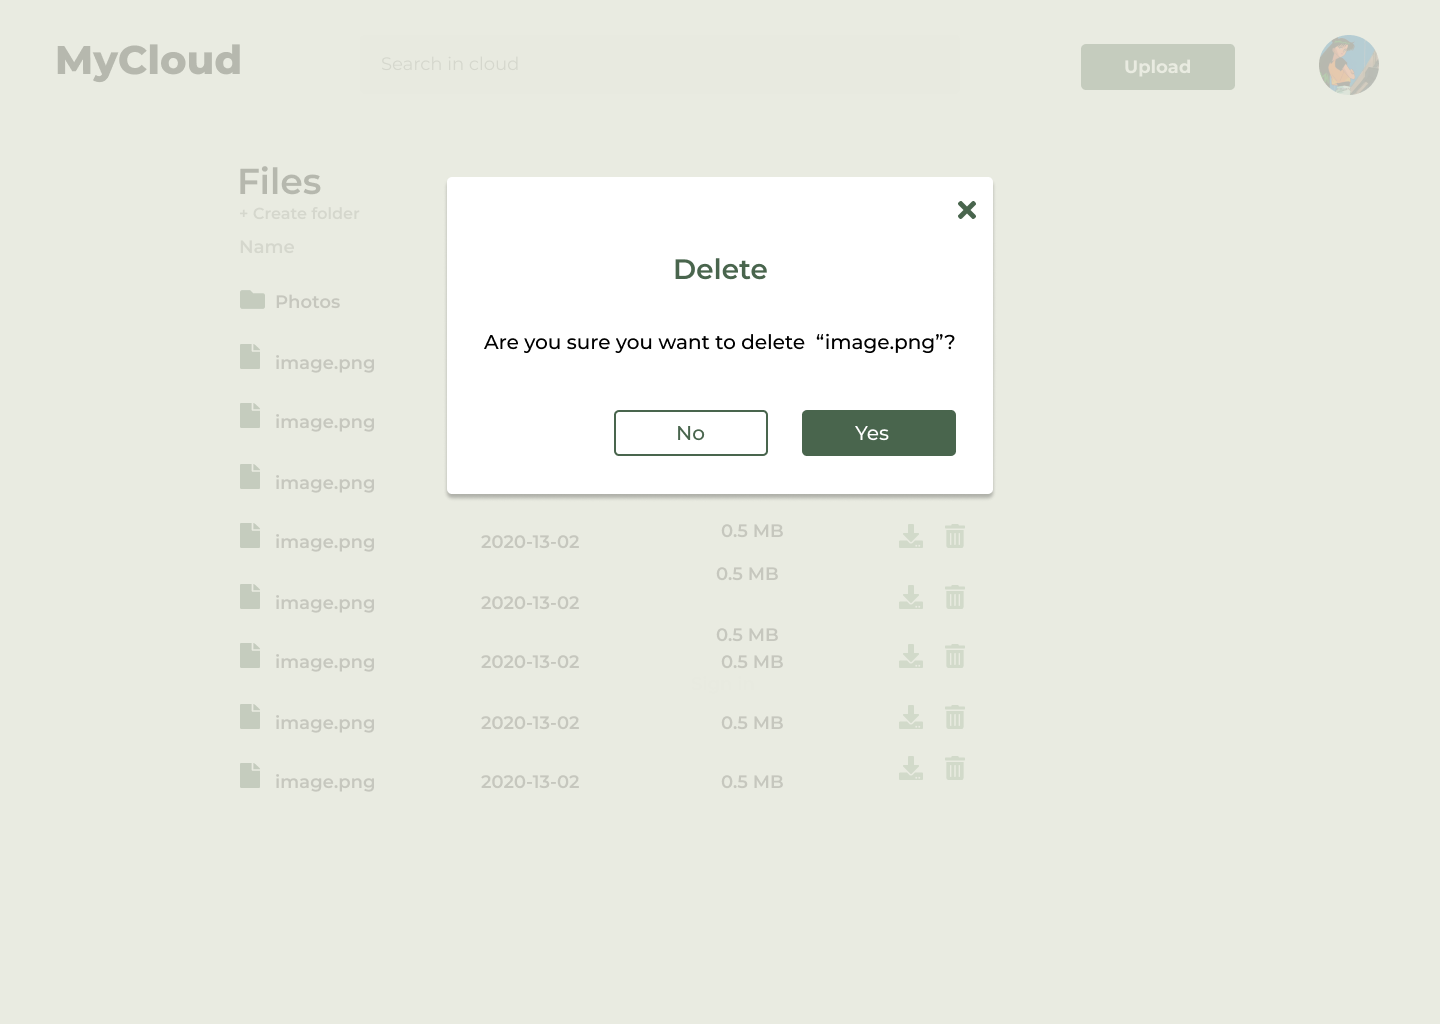 MyCloud
Search in cloud
Upload
Files
+ Create folder
Name
Delete
Are you sure you want to delete “image.png”?
No
Yes
Photos
image.png
image.png
image.png
image.png 2020-13-02 0.5 MB
0.5 MB
image.png 2020-13-02
0.5 MB
image.png 2020-13-02 0.5 MB
image.png 2020-13-02 0.5 MB
image.png 2020-13-02 0.5 MB